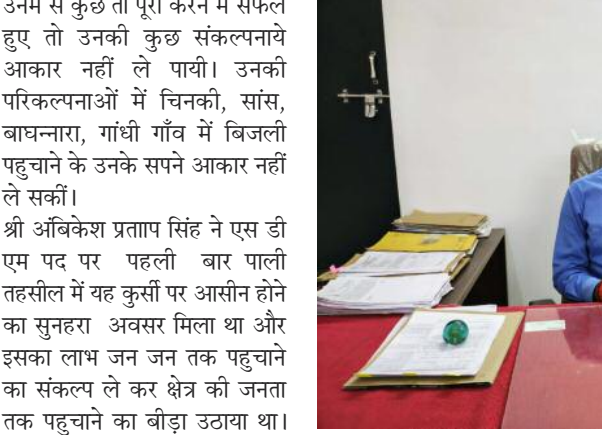 उनमें से कुछ तो पूरा करने में सफल
हुए तो उनकी कुछ संकल्पनाये
आकार नहीं ले पायी। उनकी
परिकल्पनाओं में चिनकी, सांस,
बाघन्नारा, गांधी गाँव में बिजली
पहुचाने के उनके सपने आकार नहीं
ले सकीं।
श्री अंबिकेश प्रतााप सिंह ने एस डी
एम पद पर पहली बार पाली
तहसील में यह कुर्सी पर आसीन होने
का सुनहरा अवसर मिला था और
इसका लाभ जन जन तक पहुचाने
का संकल्प ले कर क्षेत्र की जनता
तक पहुचाने का बीड़ा उठाया था।